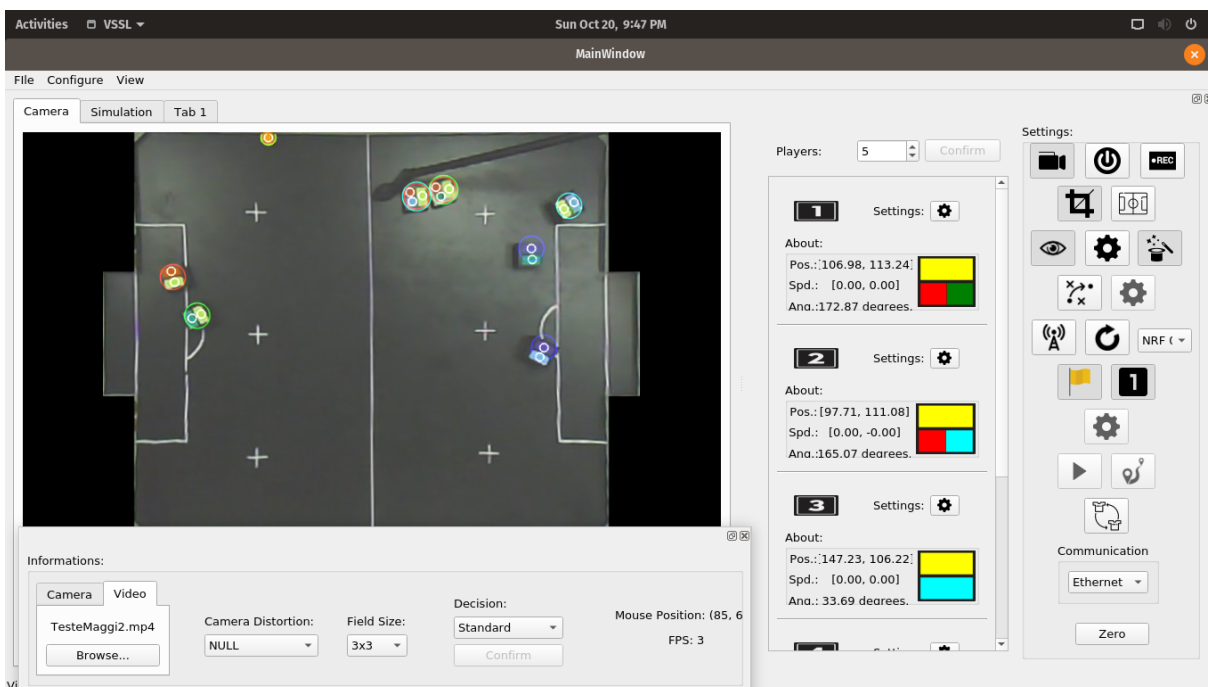 Activities VSSL Sun Oct 20, 9:47 PM
MainWindow
FIle Configure View
Camera Simulation Tab 1
Settings:
Players: 5 Confirm
•REC
1 Settings:
About:
Pos.: [106.98, 113.24]
Spd.: [0.00, 0.00]
Ang.:172.87 degrees.
2 Settings:
About:
Pos.: [97.71, 111.08]
Spd.: [0.00, -0.00]
Ang.:165.07 degrees.
NRF (
1
3 Settings:
About:
Pos.: [147.23, 106.22]
Spd.: [0.00, 0.00]
Ang.: 33.69 degrees.
Communication
Ethernet
Zero
Informations:
Camera Video
TesteMaggi2.mp4
Browse...
Camera Distortion:
NULL
Field Size:
3x3
Decision:
Standard
Confirm
Mouse Position: (85, 6
FPS: 3